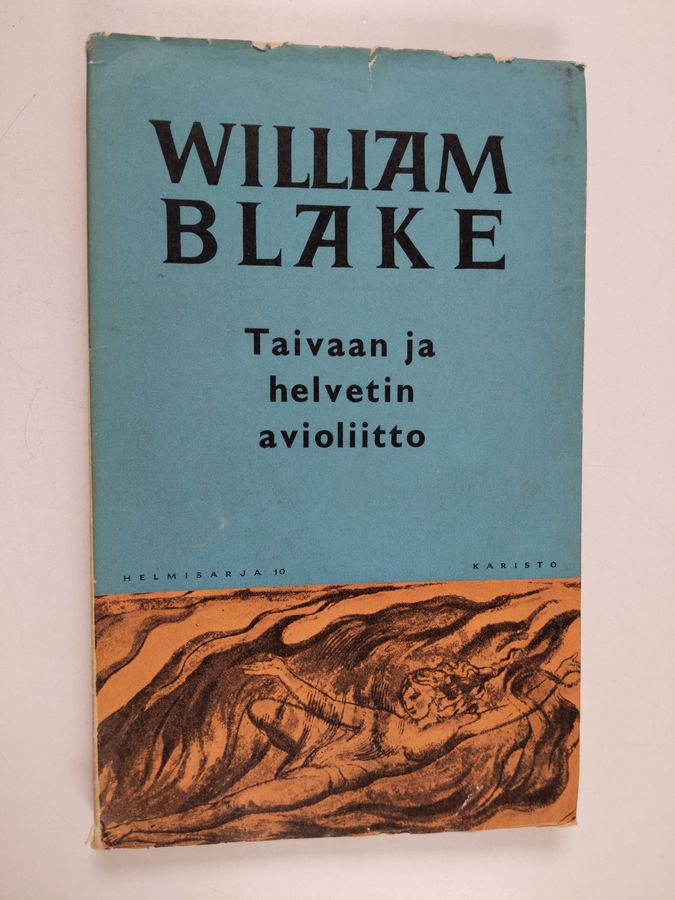 WILLIAM
BLAKE
Taivaan ja
helvetin
avioliitto
HELMISARJA 10
KARISTO